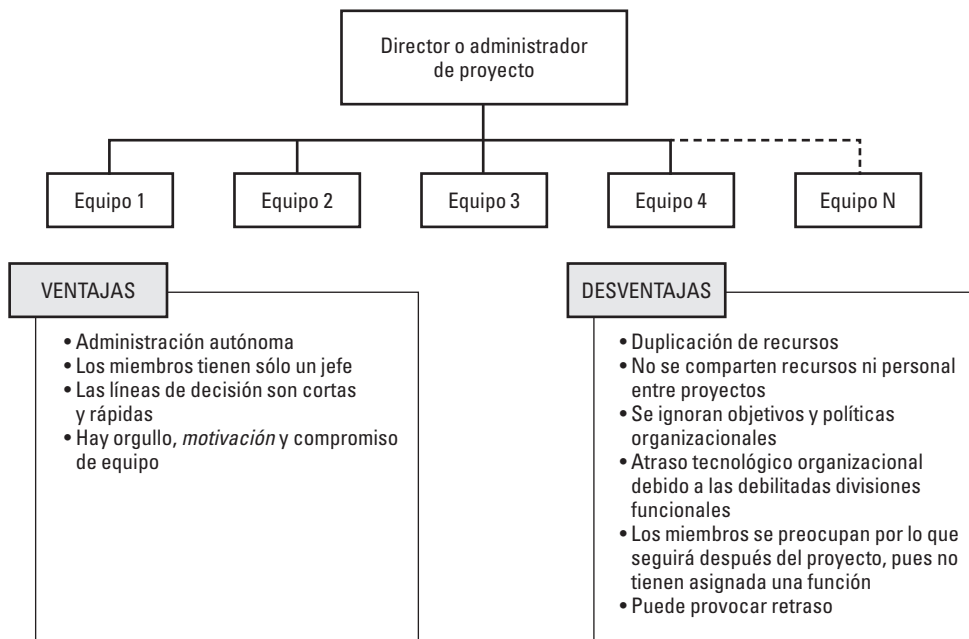 Director o administrador
de proyecto
Equipo 1
Equipo 2
Equipo 3
Equipo 4
Equipo N
VENTAJAS
• Administración autónoma
• Los miembros tienen sólo un jefe
• Las líneas de decisión son cortas
y rápidas
• Hay orgullo, motivación y compromiso
de equipo
DESVENTAJAS
• Duplicación de recursos
• No se comparten recursos ni personal
entre proyectos
• Se ignoran objetivos y políticas
organizacionales
• Atraso tecnológico organizacional
debido a las debilitadas divisiones
funcionales
• Los miembros se preocupan por lo que
seguirá después del proyecto, pues no
tienen asignada una función
• Puede provocar retraso